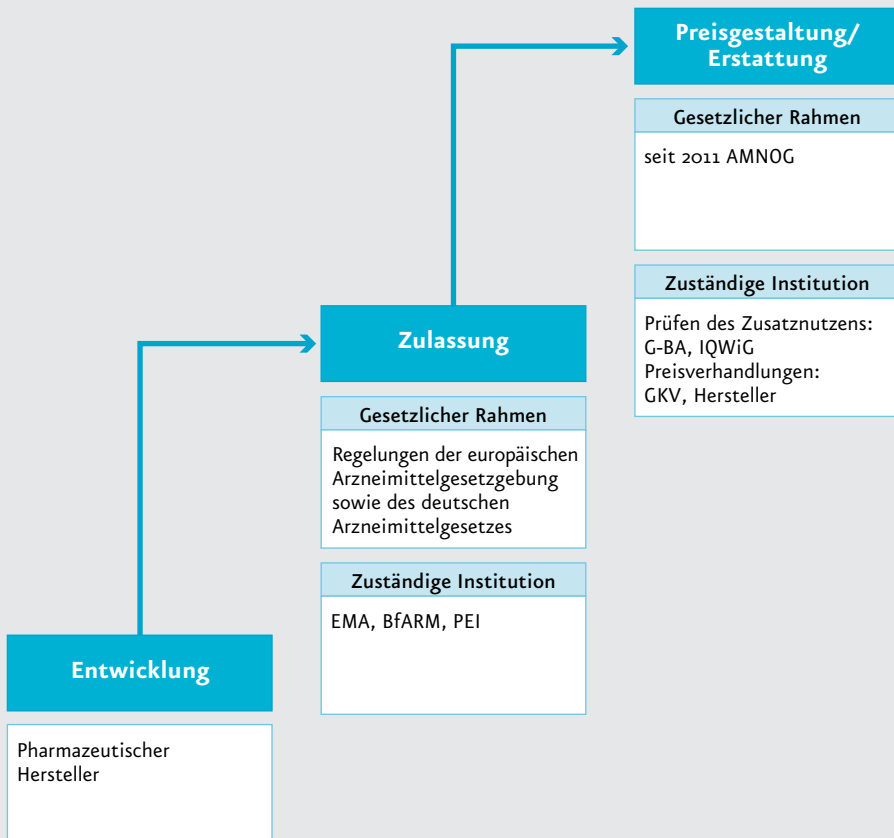 Preisgestaltung/
Erstattung
Gesetzlicher Rahmen
seit 2011 AMNOG
Zuständige Institution
Prüfen des Zusatznutzens:
G-BA, IQWiG
Preisverhandlungen:
GKV, Hersteller
Zulassung
Gesetzlicher Rahmen
Regelungen der europäischen
Arzneimittelgesetzgebung
sowie des deutschen
Arzneimittelgesetzes
Zuständige Institution
EMA, BfARM, PEI
Entwicklung
Pharmazeutischer
Hersteller